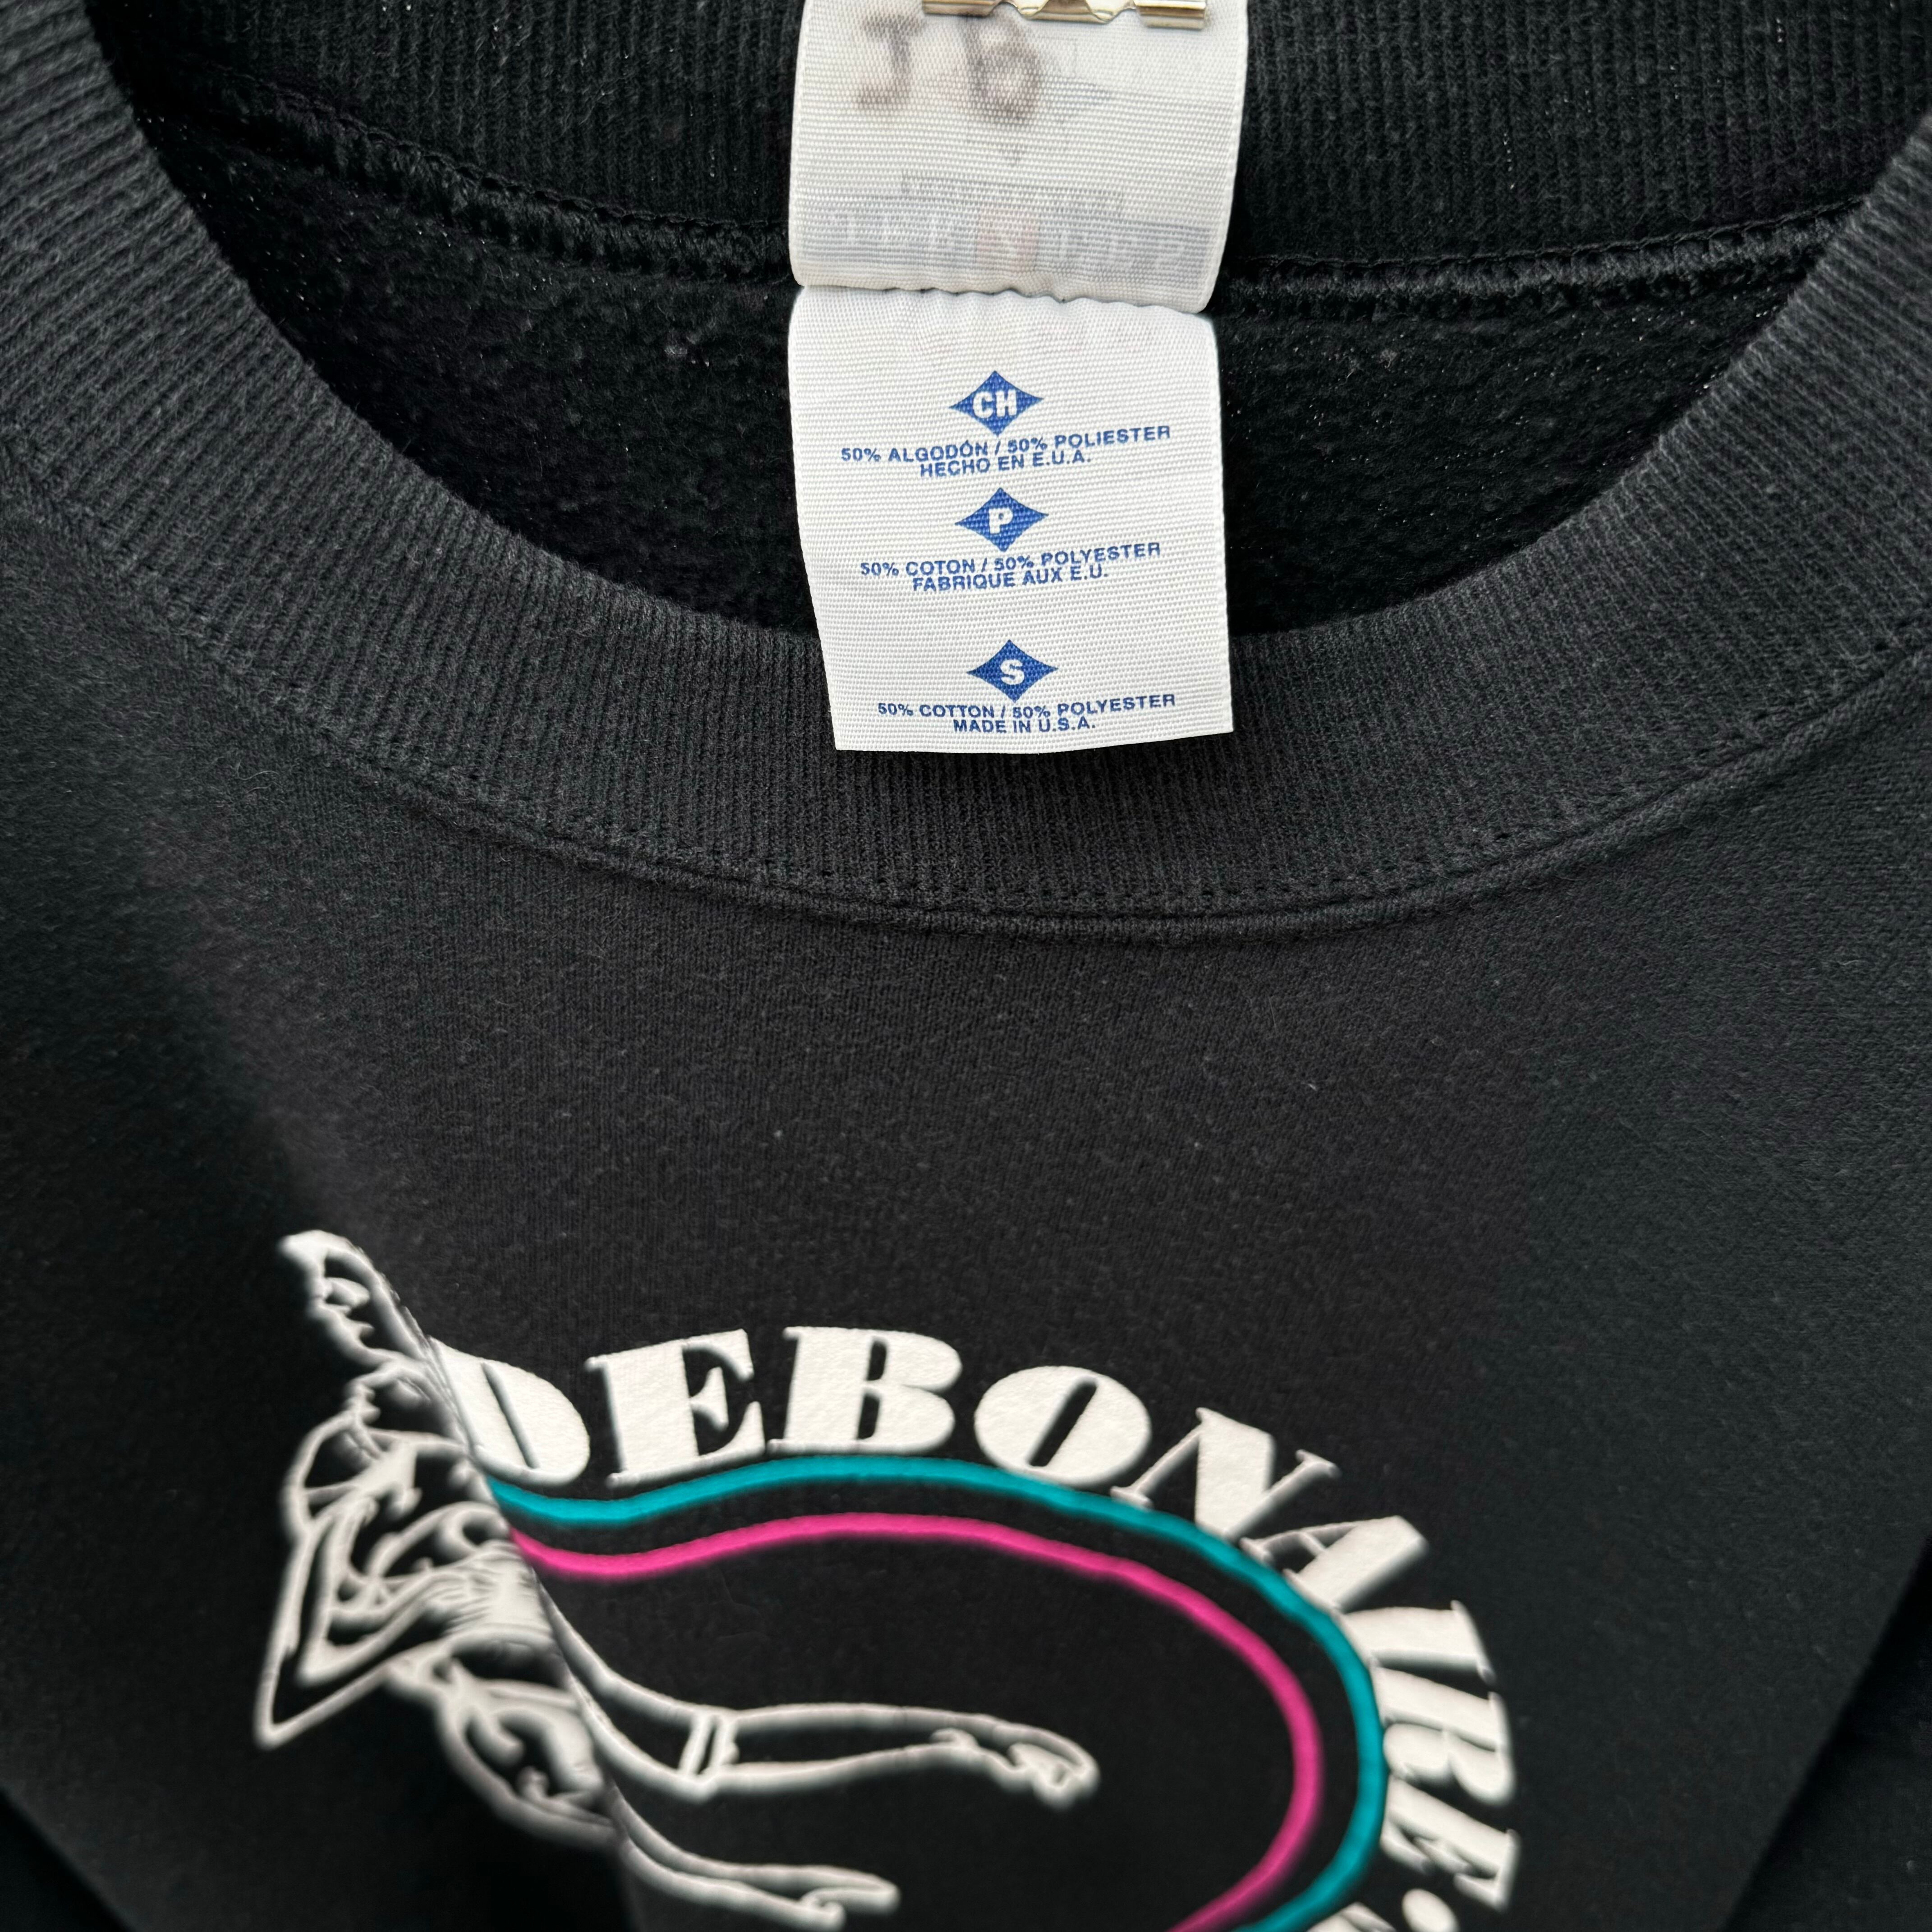 JB
CH
50% ALGODÓN / 50% POLIESTER
HECHO EN E.U.A.
P
50% COTON / 50% POLYESTER
FABRIQUE AUX E.U.
S
50% COTTON / 50% POLYESTER
MADE IN U.S.A.
DEBONAIRE